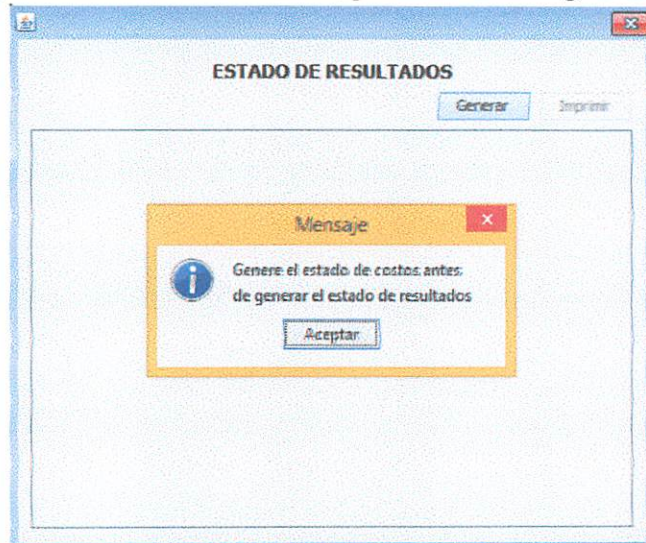 ESTADO DE RESULTADOS
Generar Imprimir
Mensaje
Genere el estado de costos antes
de generar el estado de resultados
Aceptar